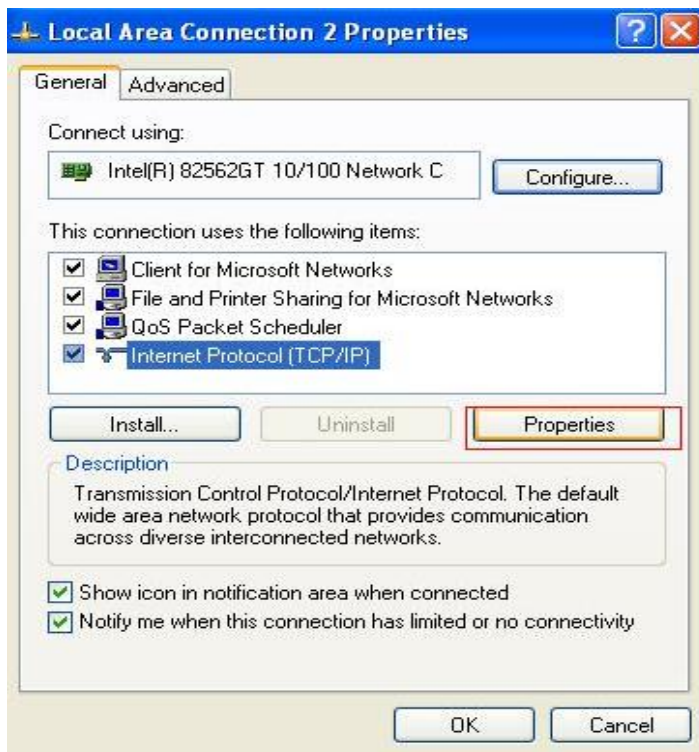 Local Area Connection 2 Properties
General
Advanced
Connect using:
Intel(R) 82562GT 10/100 Network C
Configure...
This connection uses the following items:
Client for Microsoft Networks
File and Printer Sharing for Microsoft Networks
QoS Packet Scheduler
Internet Protocol (TCP/IP)
Install...
Uninstall
Properties
Description
Transmission Control Protocol/Internet Protocol. The default
wide area network protocol that provides communication
across diverse interconnected networks.
Show icon in notification area when connected
Notify me when this connection has limited or no connectivity
OK
Cancel